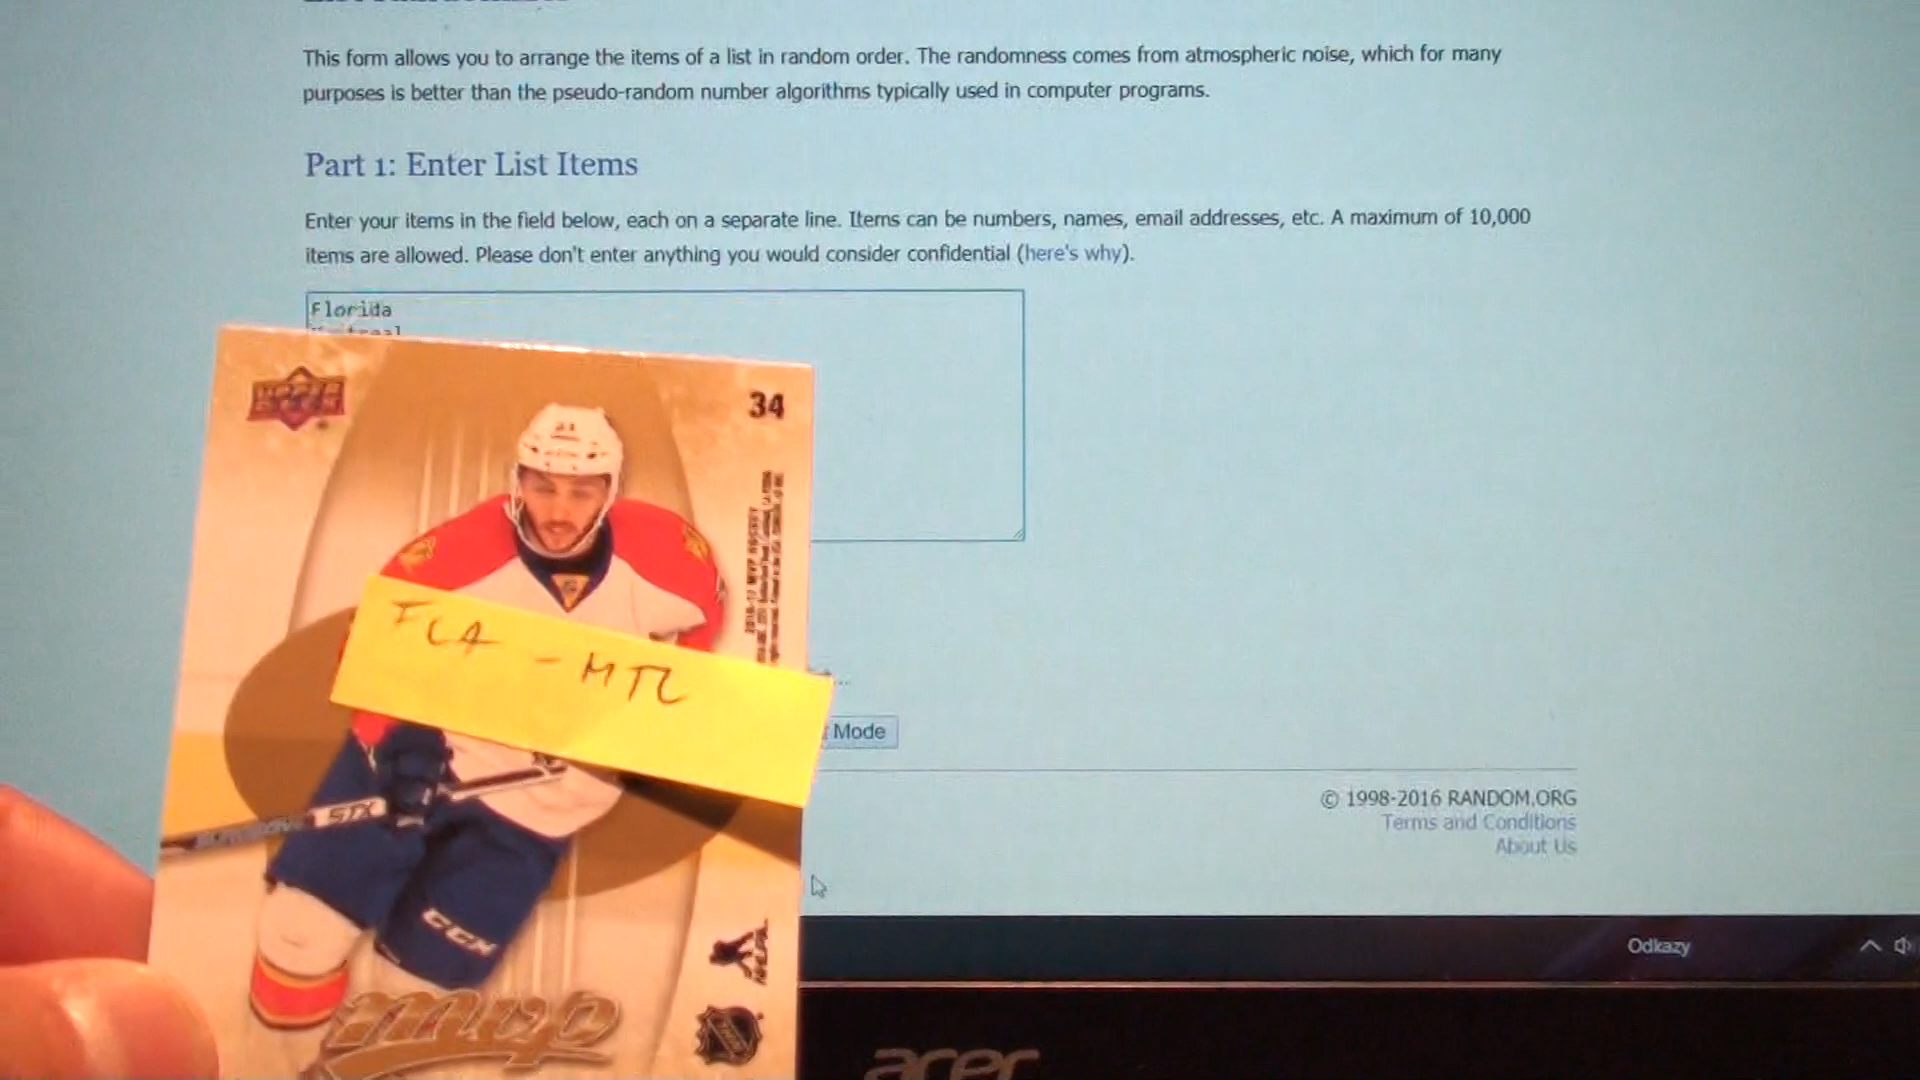 This form allows you to arrange the items of a list in random order. The randomness comes from atmospheric noise, which for many
purposes is better than the pseudo-random number algorithms typically used in computer programs.
Part 1: Enter List Items
Enter your items in the field below, each on a separate line. Items can be numbers, names, email addresses, etc. A maximum of 10,000
items are allowed. Please don't enter anything you would consider confidential (here's why).
Florida
34
FLA - MTL
Mode
STX
CCM
mvp
© 1998-2016 RANDOM.ORG
Terms and Conditions
About Us
Odkazy
acer